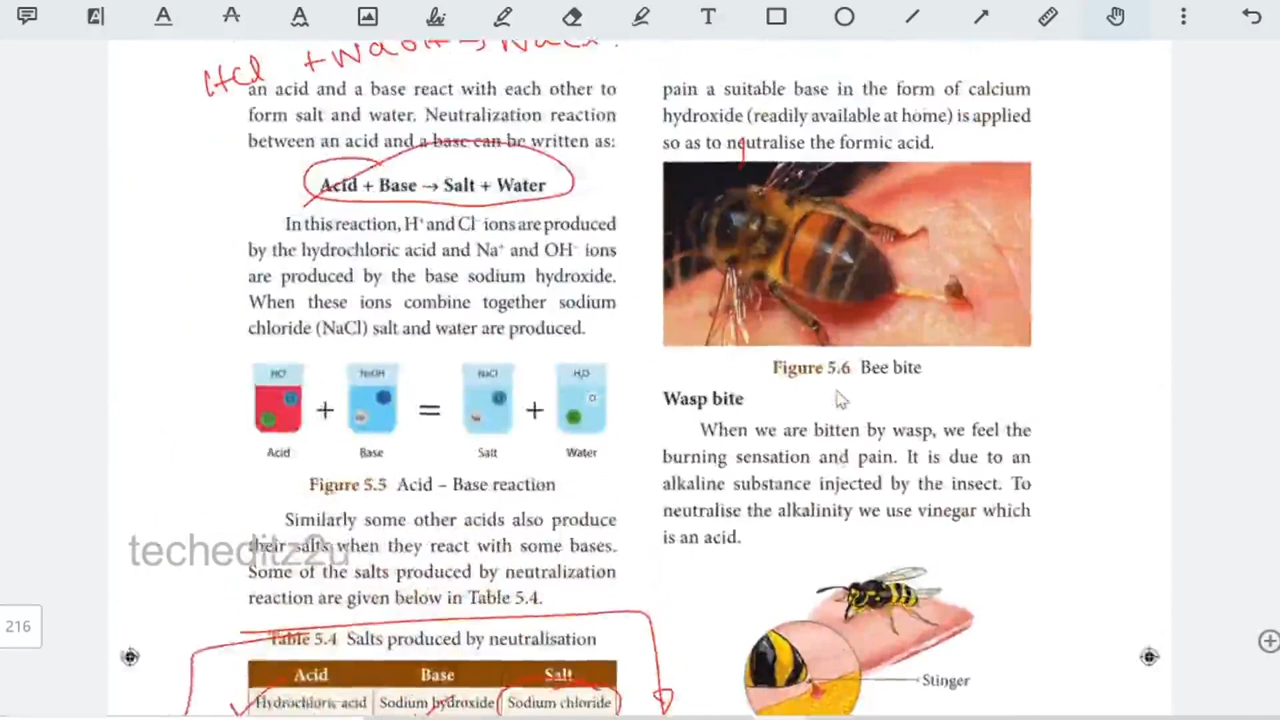 HCl + NaOH → NaCl
an acid and a base react with each other to
form salt and water. Neutralization reaction
between an acid and a base can be written as:
Acid + Base → Salt + Water
In this reaction, H⁺ and Cl⁻ ions are produced
by the hydrochloric acid and Na⁺ and OH⁻ ions
are produced by the base sodium hydroxide.
When these ions combine together sodium
chloride (NaCl) salt and water are produced.
HCl NaOH NaCl H₂O
+ = +
Acid Base Salt Water
Figure 5.5 Acid – Base reaction
Similarly some other acids also produce
their salts when they react with some bases.
Some of the salts produced by neutralization
reaction are given below in Table 5.4.
techeditz2u
216
Table 5.4 Salts produced by neutralisation
Acid Base Salt
Hydrochloric acid Sodium hydroxide Sodium chloride
pain a suitable base in the form of calcium
hydroxide (readily available at home) is applied
so as to neutralise the formic acid.
Figure 5.6 Bee bite
Wasp bite
When we are bitten by wasp, we feel the
burning sensation and pain. It is due to an
alkaline substance injected by the insect. To
neutralise the alkalinity we use vinegar which
is an acid.
Stinger